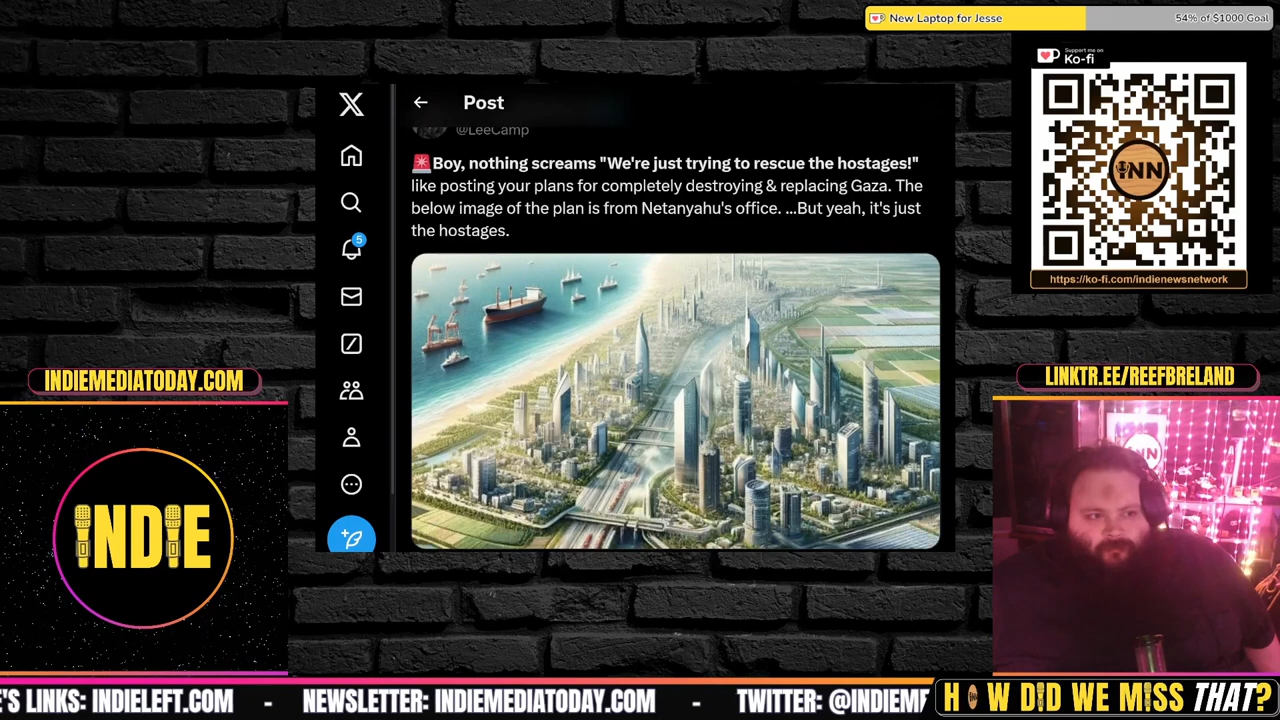 New Laptop for Jesse
54% of $1000 Goal
Support me on
Ko-fi
iNN
https://ko-fi.com/indienewsnetwork
Post
@LeeCamp
🚨Boy, nothing screams "We're just trying to rescue the hostages!"
like posting your plans for completely destroying & replacing Gaza. The
below image of the plan is from Netanyahu's office. ...But yeah, it's just
the hostages.
5
INDIEMEDIATODAY.COM
LINKTR.EE/REEFBRELAND
INDIE
E'S LINKS: INDIELEFT.COM - NEWSLETTER: INDIEMEDIATODAY.COM - TWITTER: @INDIEME
HOW DID WE MISS THAT?